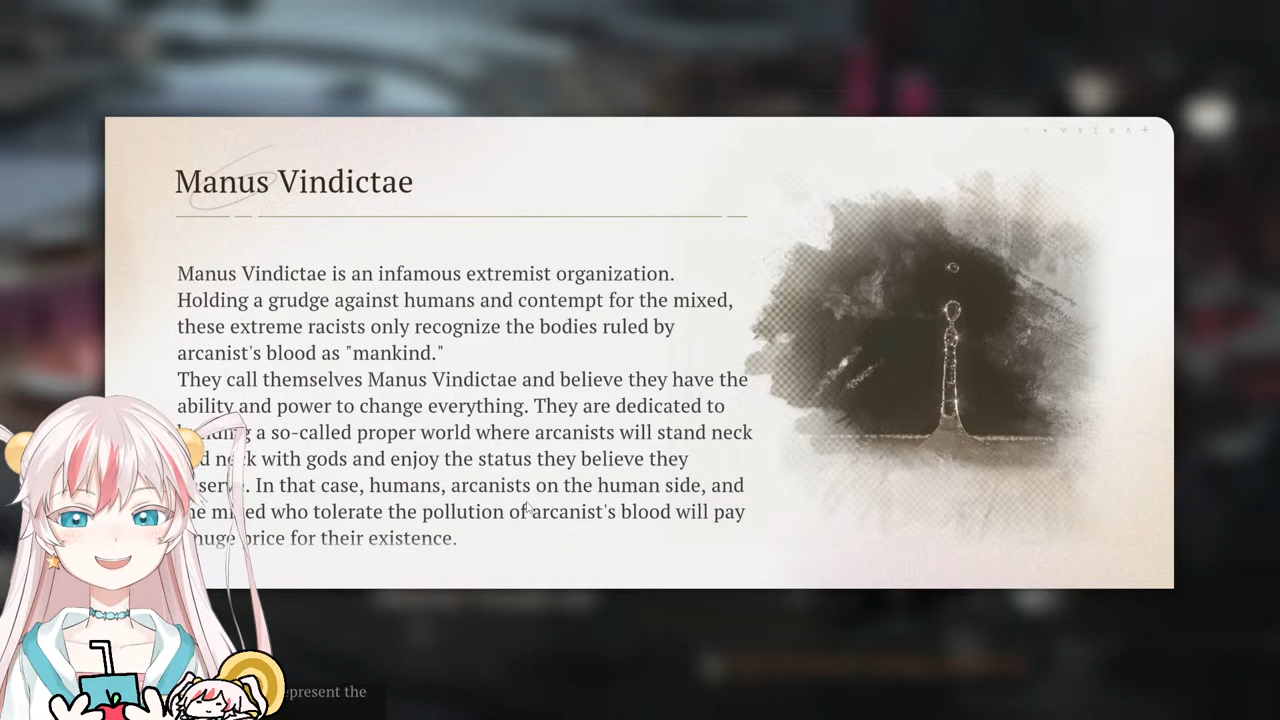 Manus Vindictae
Manus Vindictae is an infamous extremist organization.
Holding a grudge against humans and contempt for the mixed,
these extreme racists only recognize the bodies ruled by
arcanist's blood as "mankind."
They call themselves Manus Vindictae and believe they have the
ability and power to change everything. They are dedicated to
a so-called proper world where arcanists will stand neck
neck with gods and enjoy the status they believe they
In that case, humans, arcanists on the human side, and
who tolerate the pollution of arcanist's blood will pay
huge price for their existence.
the